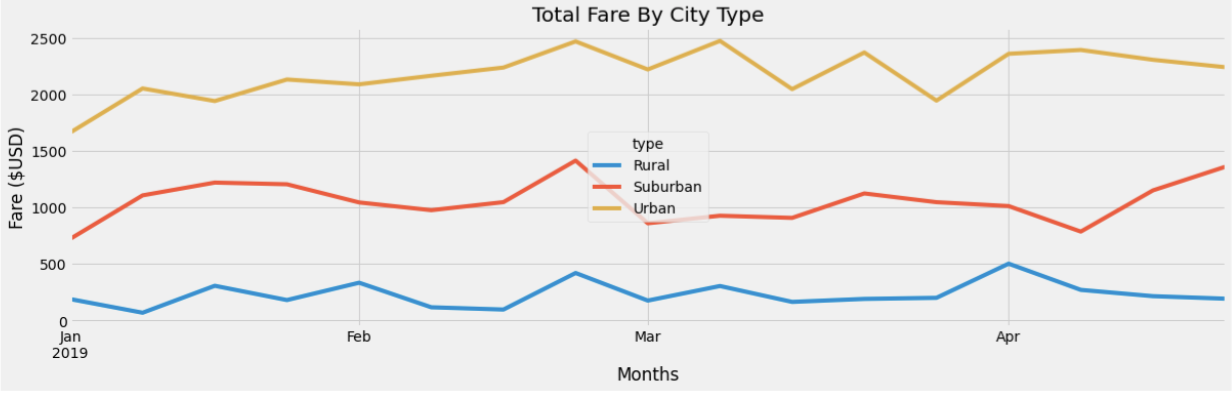 Total Fare By City Type
Fare ($USD)
2500
2000
1500
1000
500
0
type
Rural
Suburban
Urban
Jan Feb Mar Apr
2019
Months